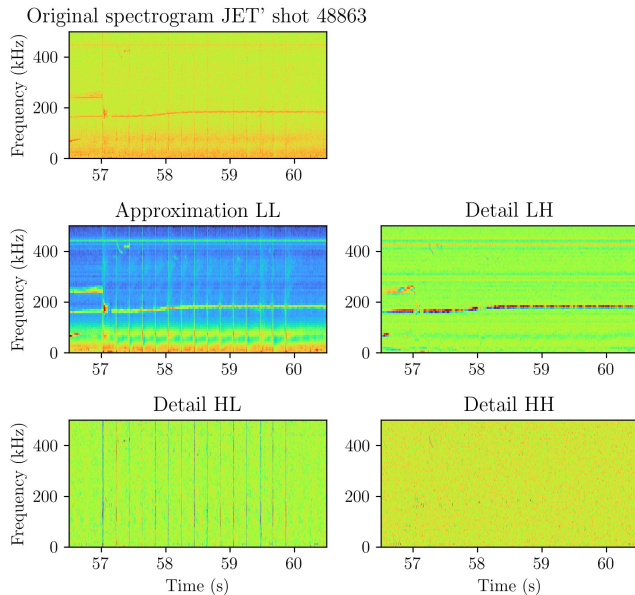 Original spectrogram JET' shot 48863
Frequency (kHz)
400
200
0
57 58 59 60
Approximation LL
Detail LH
Frequency (kHz)
400
200
0
57 58 59 60
400
200
0
57 58 59 60
Detail HL
Detail HH
Frequency (kHz)
400
200
0
57 58 59 60
Time (s)
400
200
0
57 58 59 60
Time (s)